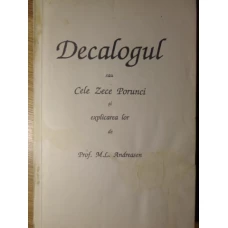 Decalogul
sau
Cele Zece Porunci
și
explicarea lor
de
Prof. M.L. Andreasen